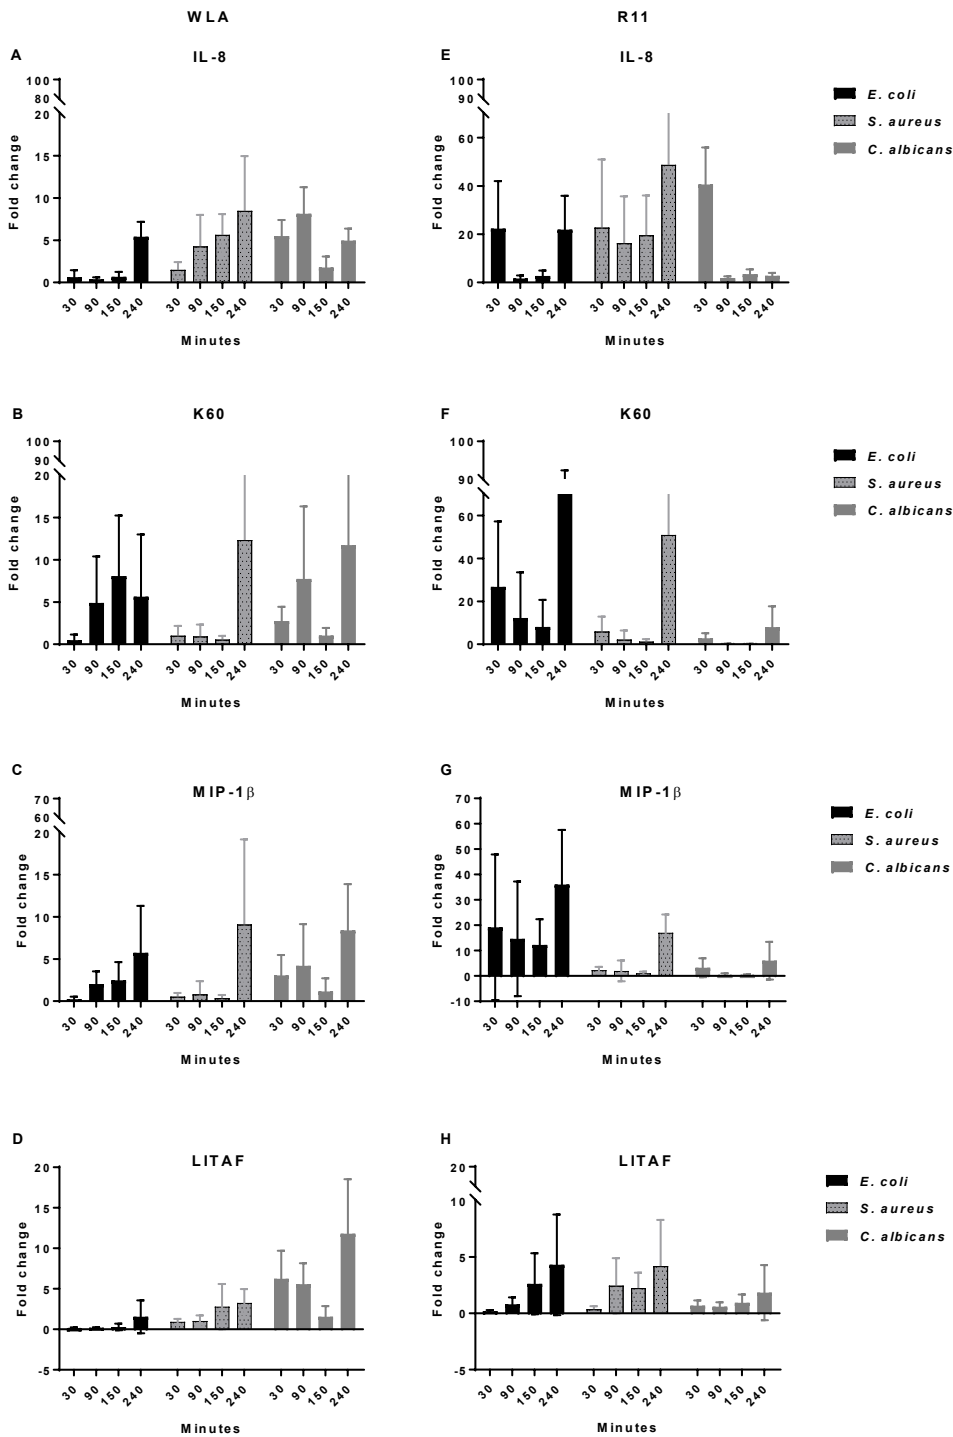 WLA
R11
A
IL-8
100
80
20
15
10
5
0
Fold change
30 90 150 240 30 90 150 240 30 90 150 240
Minutes
E
IL-8
100
90
60
40
20
0
Fold change
30 90 150 240 30 90 150 240 30 90 150 240
Minutes
E. coli
S. aureus
C. albicans
B
K60
100
90
20
15
10
5
0
Fold change
30 90 150 240 30 90 150 240 30 90 150 240
Minutes
F
K60
100
90
60
40
20
0
Fold change
30 90 150 240 30 90 150 240 30 90 150 240
Minutes
E. coli
S. aureus
C. albicans
C
MIP-1β
70
60
20
15
10
5
0
Fold change
30 90 150 240 30 90 150 240 30 90 150 240
Minutes
G
MIP-1β
70
60
50
40
30
20
10
0
-10
Fold change
30 90 150 240 30 90 150 240 30 90 150 240
Minutes
E. coli
S. aureus
C. albicans
D
LITAF
20
15
10
5
0
-5
Fold change
30 90 150 240 30 90 150 240 30 90 150 240
Minutes
H
LITAF
20
10
5
0
-5
Fold change
30 90 150 240 30 90 150 240 30 90 150 240
Minutes
E. coli
S. aureus
C. albicans